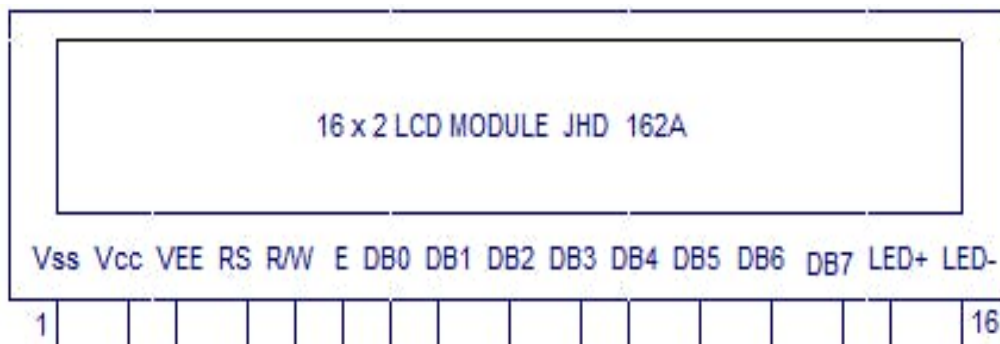 16 x 2 LCD MODULE JHD 162A
Vss Vcc VEE RS R/W E DB0 DB1 DB2 DB3 DB4 DB5 DB6 DB7 LED+ LED-
1 16